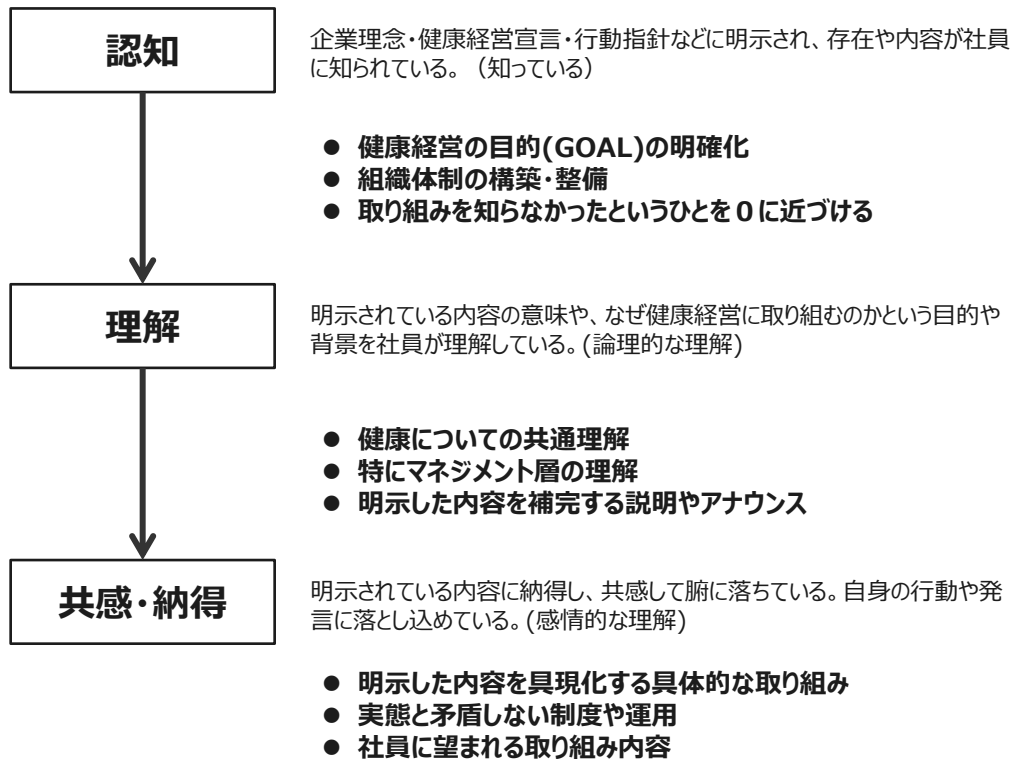 認知
企業理念・健康経営宣言・行動指針などに明示され、存在や内容が社員
に知られている。（知っている）
● 健康経営の目的(GOAL)の明確化
● 組織体制の構築・整備
● 取り組みを知らなかったというひとを０に近づける
理解
明示されている内容の意味や、なぜ健康経営に取り組むのかという目的や
背景を社員が理解している。(論理的な理解)
● 健康についての共通理解
● 特にマネジメント層の理解
● 明示した内容を補完する説明やアナウンス
共感・納得
明示されている内容に納得し、共感して腑に落ちている。自身の行動や発
言に落とし込めている。(感情的な理解)
● 明示した内容を具現化する具体的な取り組み
● 実態と矛盾しない制度や運用
● 社員に望まれる取り組み内容